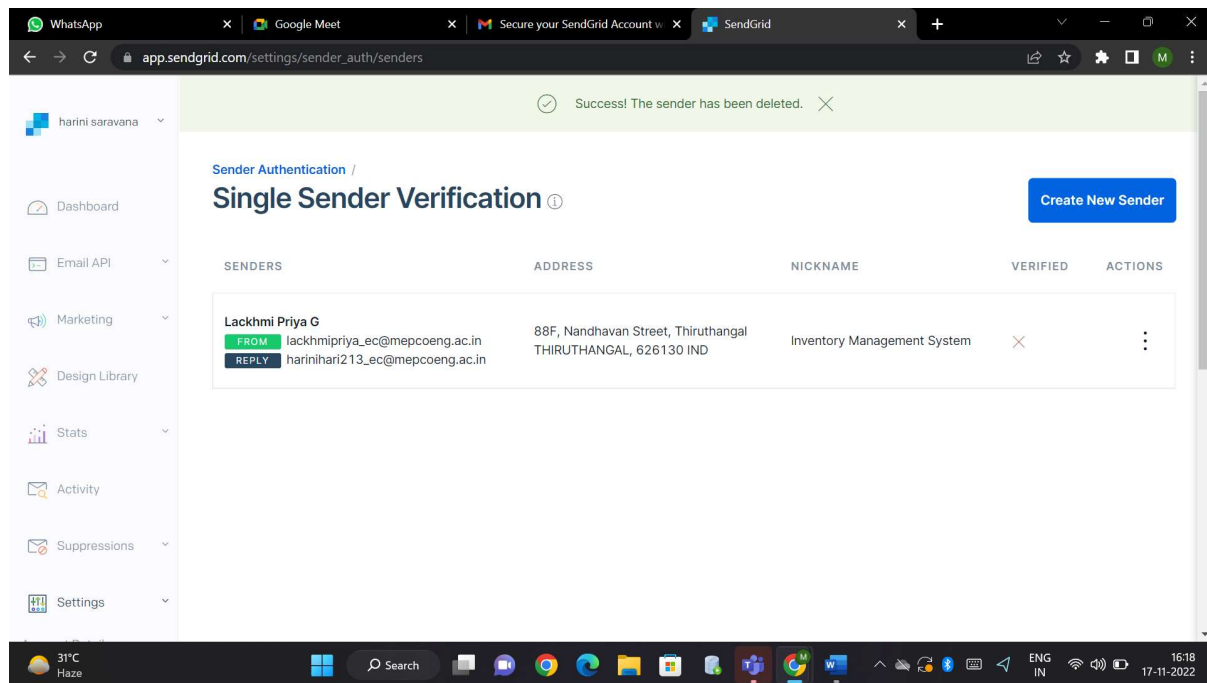 WhatsApp
Google Meet
Secure your SendGrid Account w
SendGrid
app.sendgrid.com/settings/sender_auth/senders
M
harini saravana
Success! The sender has been deleted.
Sender Authentication /
Single Sender Verification
Create New Sender
Dashboard
Email API
Marketing
Design Library
Stats
Activity
Suppressions
Settings
SENDERS ADDRESS NICKNAME VERIFIED ACTIONS
Lackhmi Priya G
FROM lackhmipriya_ec@mepcoeng.ac.in
REPLY harinihari213_ec@mepcoeng.ac.in
88F, Nandhavan Street, Thiruthangal
THIRUTHANGAL, 626130 IND
Inventory Management System
31°C
Haze
Search
ENG
IN
16:18
17-11-2022